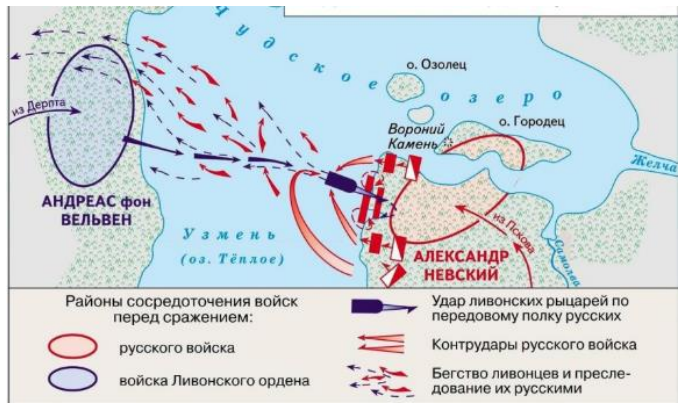 Чудское озеро
о. Озолец
о. Городец
Вороний
Камень
Желча
из Дерпта
АНДРЕАС фон
ВЕЛЬВЕН
Узмень
(оз. Тёплое)
из Пскова
Самолва
АЛЕКСАНДР
НЕВСКИЙ
Районы сосредоточения войск
перед сражением:
русского войска
войска Ливонского ордена
Удар ливонских рыцарей по
передовому полку русских
Контрудары русского войска
Бегство ливонцев и пресле-
дование их русскими